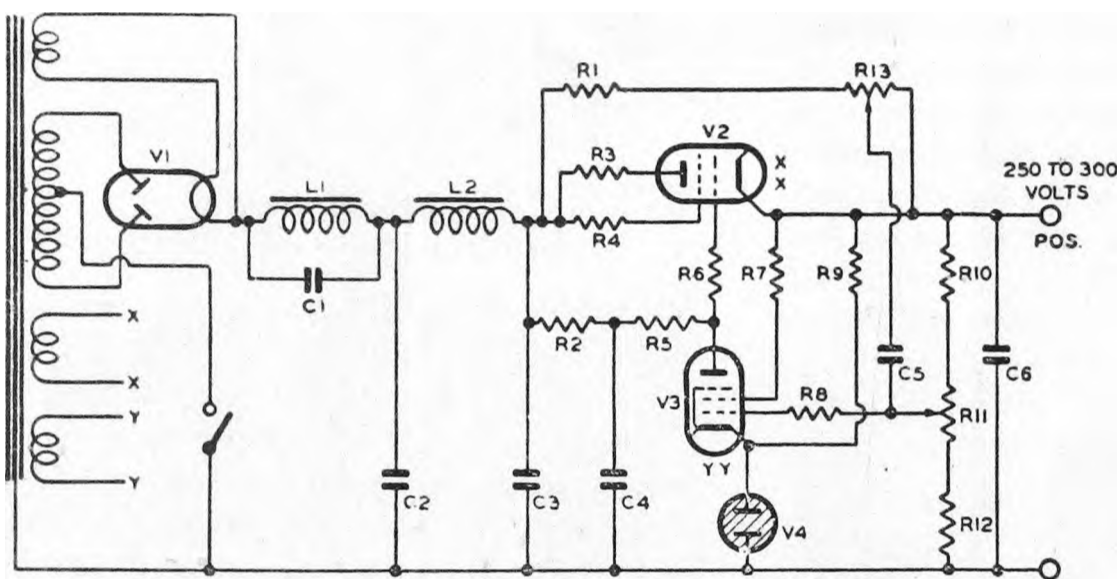 R1
R13
V2
X
X
V1
R3
250 TO 300
VOLTS
L1
L2
R4
POS.
R6
R7
R9
R10
C1
X
R2
R5
C5
C6
X
V3
R8
R11
Y
Y Y
C2
C3
C4
Y
V4
R12